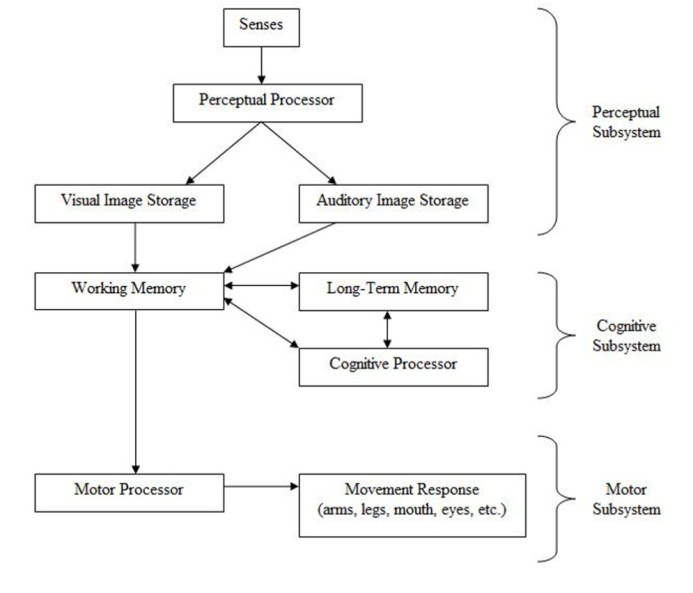 Senses
Perceptual Processor
Perceptual
Subsystem
Visual Image Storage
Auditory Image Storage
Working Memory
Long-Term Memory
Cognitive
Subsystem
Cognitive Processor
Motor Processor
Movement Response
(arms, legs, mouth, eyes, etc.)
Motor
Subsystem